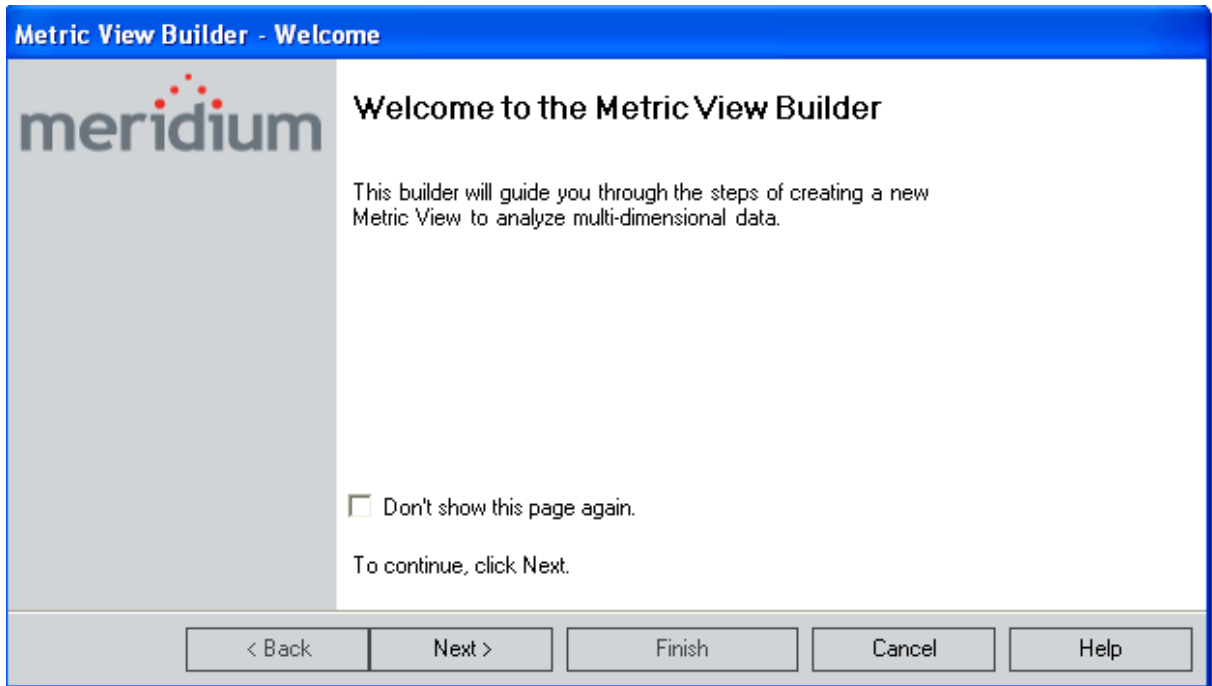 Metric View Builder - Welcome
meridium
Welcome to the Metric View Builder
This builder will guide you through the steps of creating a new
Metric View to analyze multi-dimensional data.
Don't show this page again.
To continue, click Next.
< Back
Next >
Finish
Cancel
Help